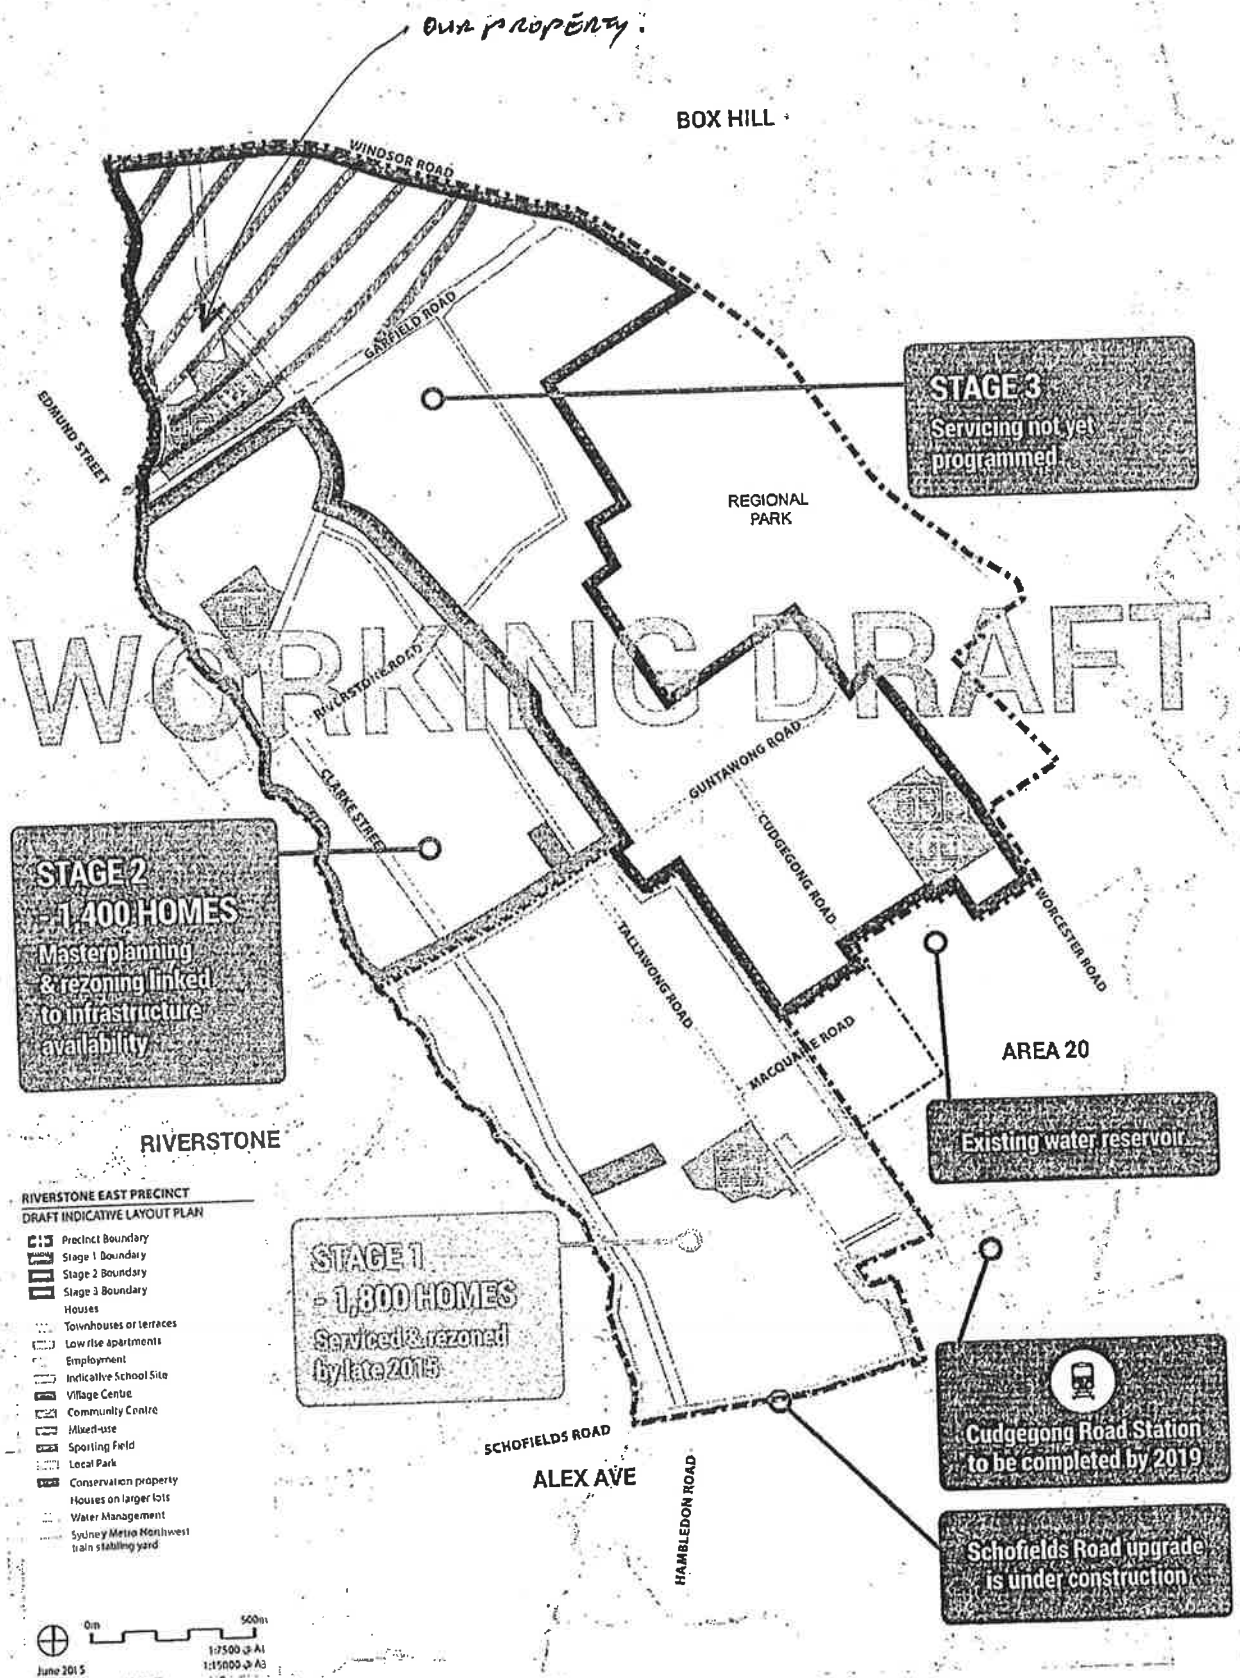 OUR PROPERTY.
BOX HILL
WINDSOR ROAD
GARFIELD ROAD
EDMUND STREET
STAGE 3
Servicing not yet
programmed
REGIONAL
PARK
WORKING DRAFT
RIVERSTONE ROAD
GUNTAWONG ROAD
CLARKE STREET
CUDGEGONG ROAD
STAGE 2
- 1,400 HOMES
Masterplanning
& rezoning linked
to infrastructure
availability
TALLAWONG ROAD
WORCESTER ROAD
MACQUARIE ROAD
AREA 20
Existing water reservoir
RIVERSTONE
RIVERSTONE EAST PRECINCT
DRAFT INDICATIVE LAYOUT PLAN
Precinct Boundary
Stage 1 Boundary
Stage 2 Boundary
Stage 3 Boundary
Houses
Townhouses or terraces
Low rise apartments
Employment
Indicative School Site
Village Centre
Community Centre
Mixed-use
Sporting Field
Local Park
Conservation property
Houses on larger lots
Water Management
Sydney Metro Northwest
train stabling yard
STAGE 1
- 1,800 HOMES
Serviced & rezoned
by late 2015
Cudgegong Road Station
to be completed by 2019
SCHOFIELDS ROAD
ALEX AVE
HAMBLEDON ROAD
Schofields Road upgrade
is under construction
0m 500m
1:7500 @ A1
1:15000 @ A3
June 2015